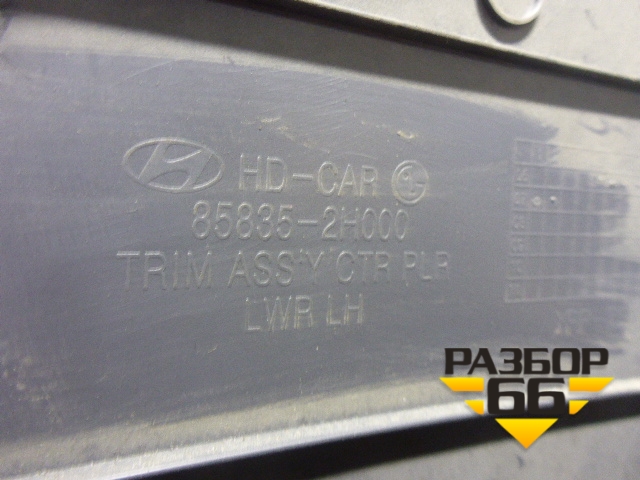 HD-CAR
85835-2H000
TRIM ASS'Y CTR PLR
LWR LH
РАЗБОР
66